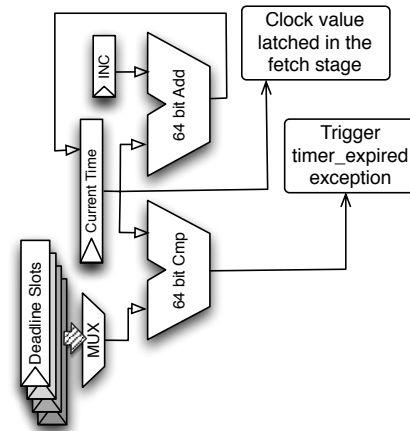 INC
64 bit Add
Clock value
latched in the
fetch stage
Current Time
Trigger
timer_expired
exception
64 bit Cmp
Deadline Slots
MUX